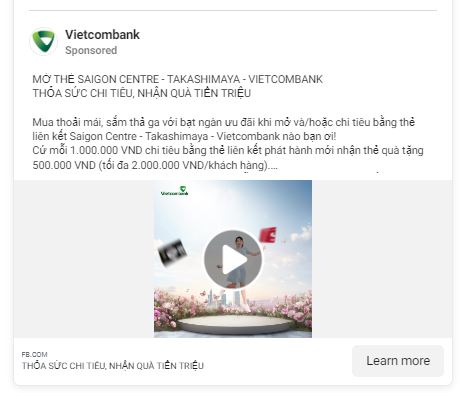 Vietcombank
Sponsored
MỞ THẺ SAIGON CENTRE - TAKASHIMAYA - VIETCOMBANK
THỎA SỨC CHI TIÊU, NHẬN QUÀ TIỀN TRIỆU
Mua thoải mái, sắm thả ga với bạt ngàn ưu đãi khi mở và/hoặc chi tiêu bằng thẻ
liên kết Saigon Centre - Takashimaya - Vietcombank nào bạn ơi!
Cứ mỗi 1.000.000 VND chi tiêu bằng thẻ liên kết phát hành mới nhận thẻ quà tặng
500.000 VND (tối đa 2.000.000 VND/khách hàng)....
Vietcombank
FB.COM
THỎA SỨC CHI TIÊU, NHẬN QUÀ TIỀN TRIỆU
Learn more